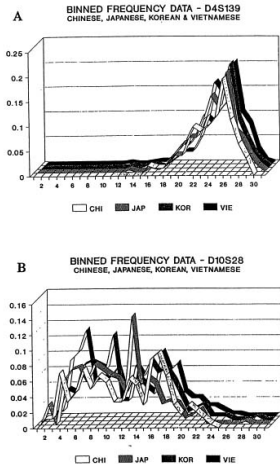 A
BINNED FREQUENCY DATA - D4S139
CHINESE, JAPANESE, KOREAN & VIETNAMESE
0.25
0.2
0.15
0.1
0.05
0
2 4 6 8 10 12 14 16 18 20 22 24 26 28 30
CHI JAP KOR VIE
B
BINNED FREQUENCY DATA - D10S28
CHINESE, JAPANESE, KOREAN, VIETNAMESE
0.16
0.14
0.12
0.1
0.08
0.06
0.04
0.02
0
2 4 6 8 10 12 14 16 18 20 22 24 26 28 30
CHI JAP KOR VIE